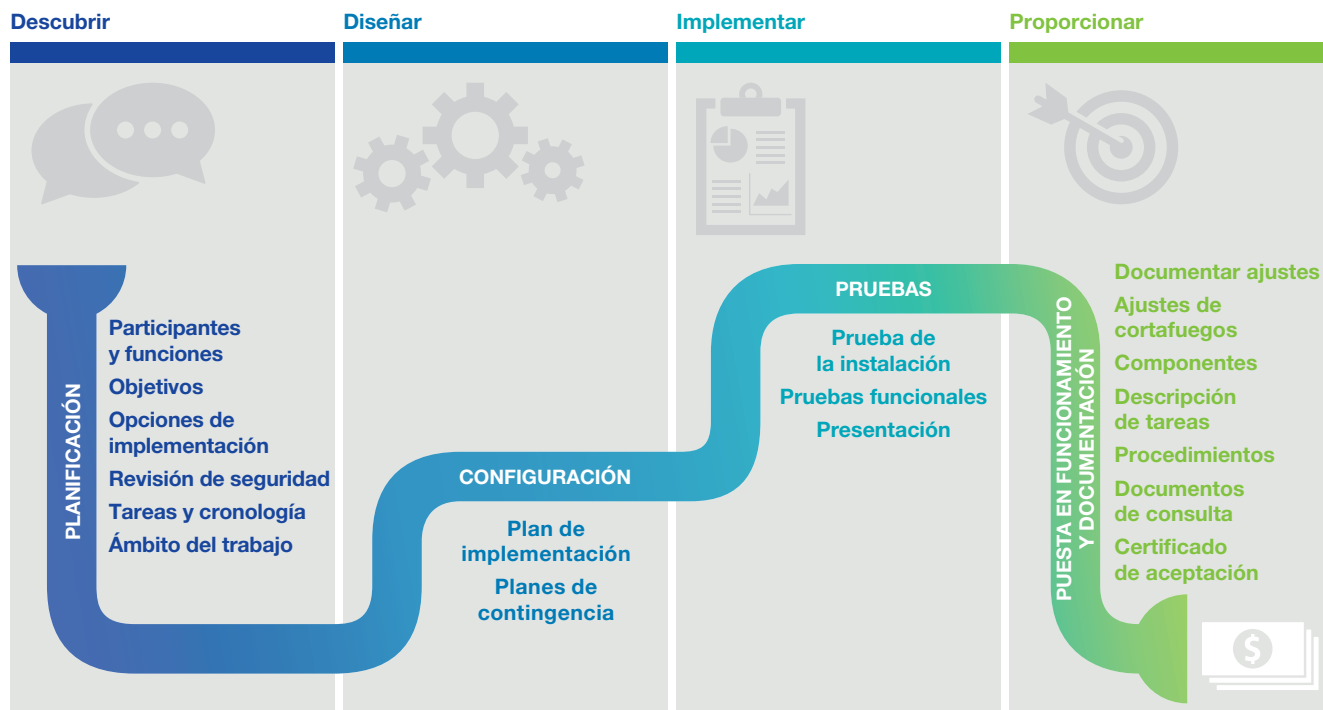 Descubrir
Diseñar
Implementar
Proporcionar
PLANIFICACIÓN
Participantes
y funciones
Objetivos
Opciones de
implementación
Revisión de seguridad
Tareas y cronología
Ámbito del trabajo
CONFIGURACIÓN
Plan de
implementación
Planes de
contingencia
PRUEBAS
Prueba de
la instalación
Pruebas funcionales
Presentación
PUESTA EN FUNCIONAMIENTO
Y DOCUMENTACIÓN
Documentar ajustes
Ajustes de
cortafuegos
Componentes
Descripción
de tareas
Procedimientos
Documentos
de consulta
Certificado
de aceptación
$